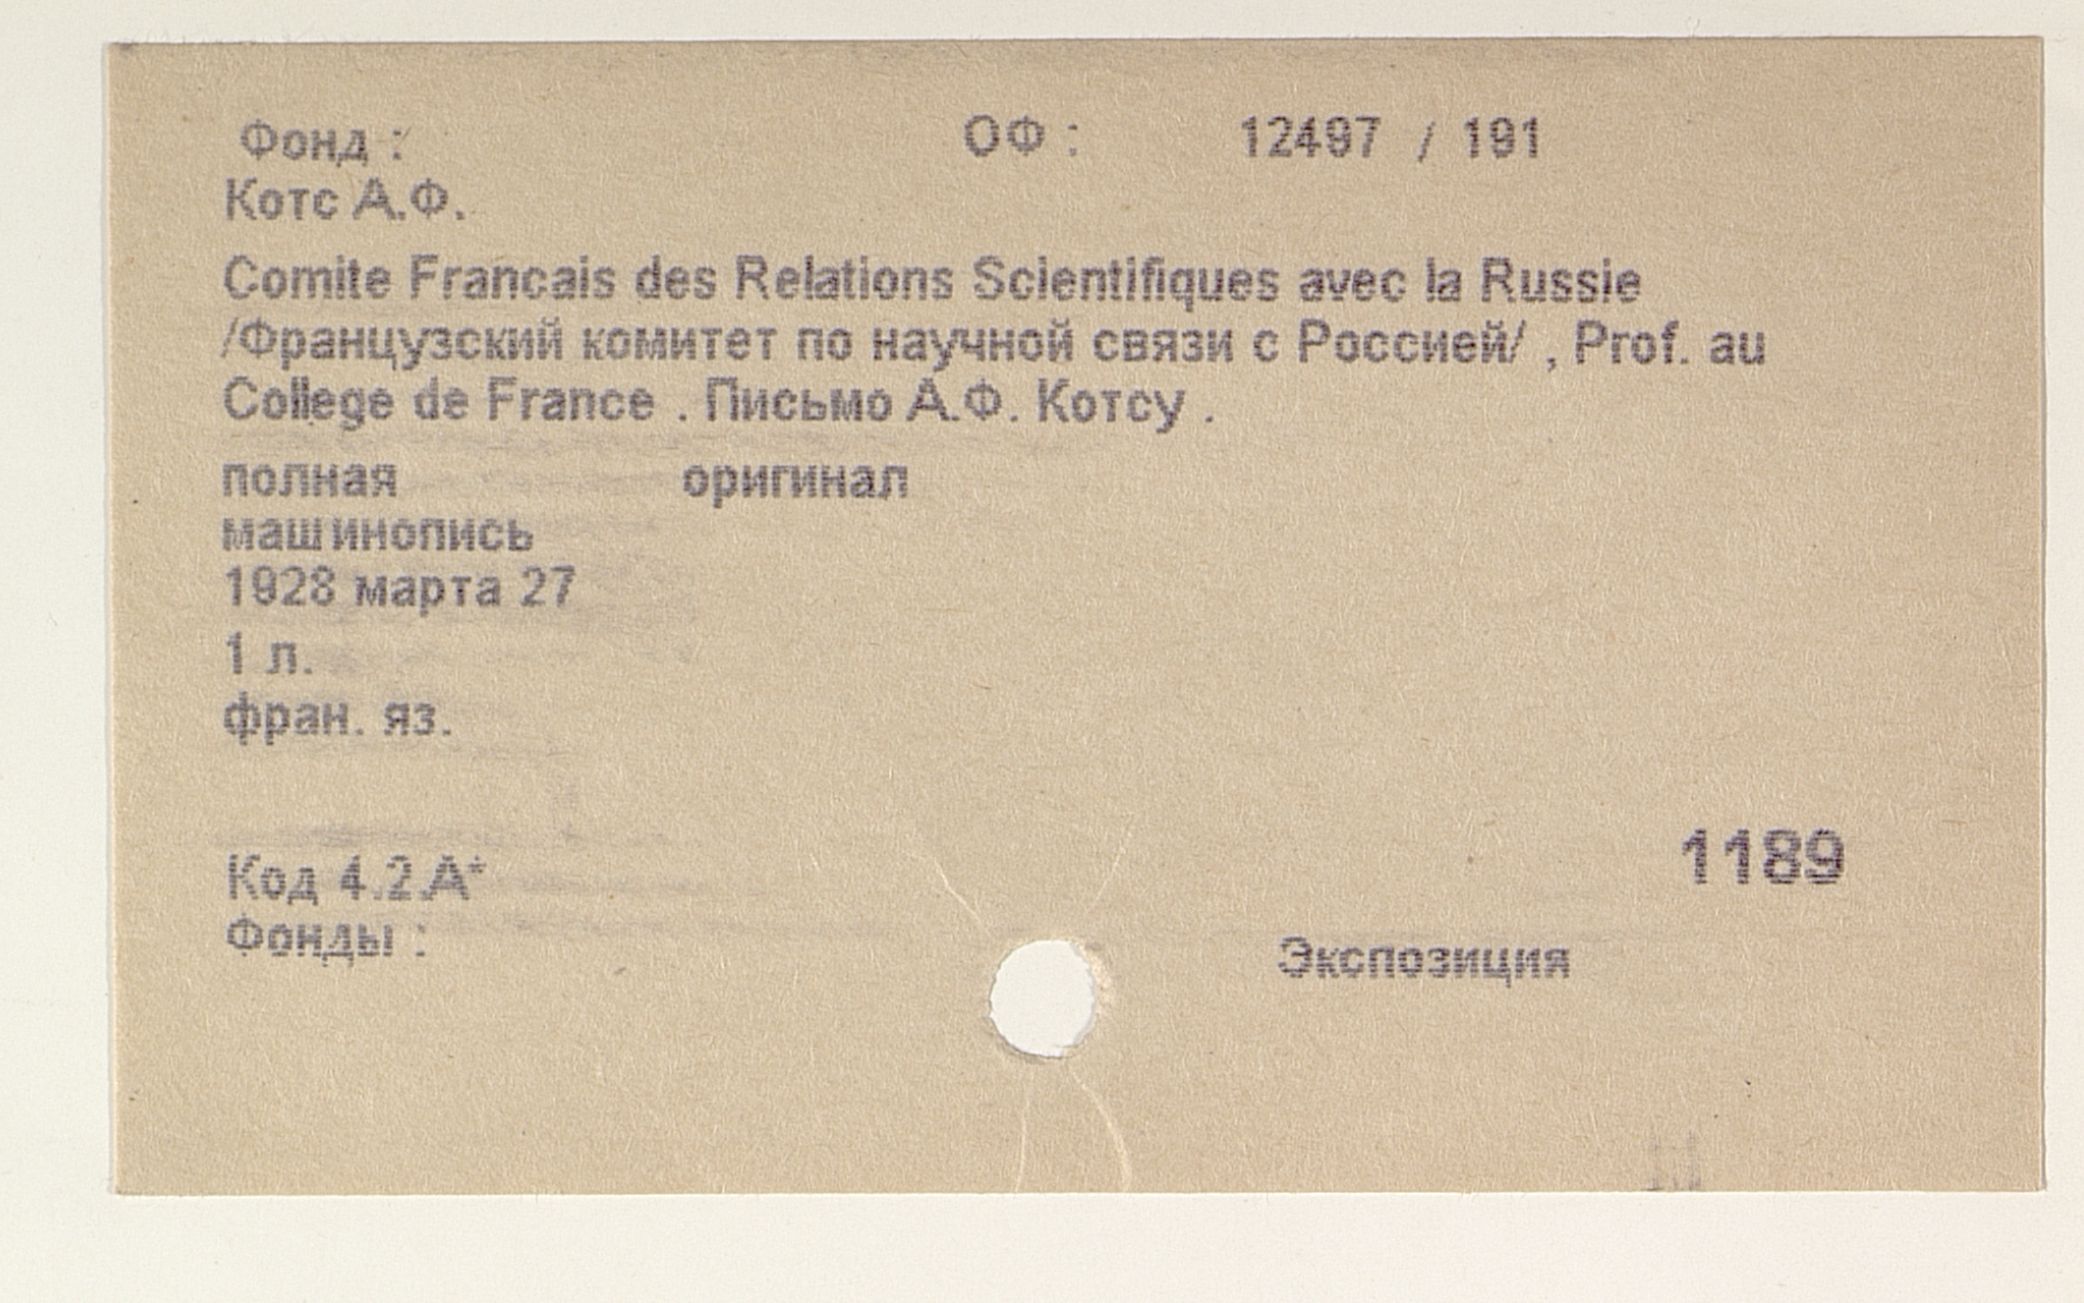 Фонд : ОФ : 12497 / 191
Котс А.Ф.
Comite Francais des Relations Scientifiques avec la Russie
/Французский комитет по научной связи с Россией/ , Prof. au
College de France . Письмо А.Ф. Котсу .
полная оригинал
машинопись
1928 марта 27
1 л.
фран. яз.
1189
Код 4.2.А*
Фонды : Экспозиция